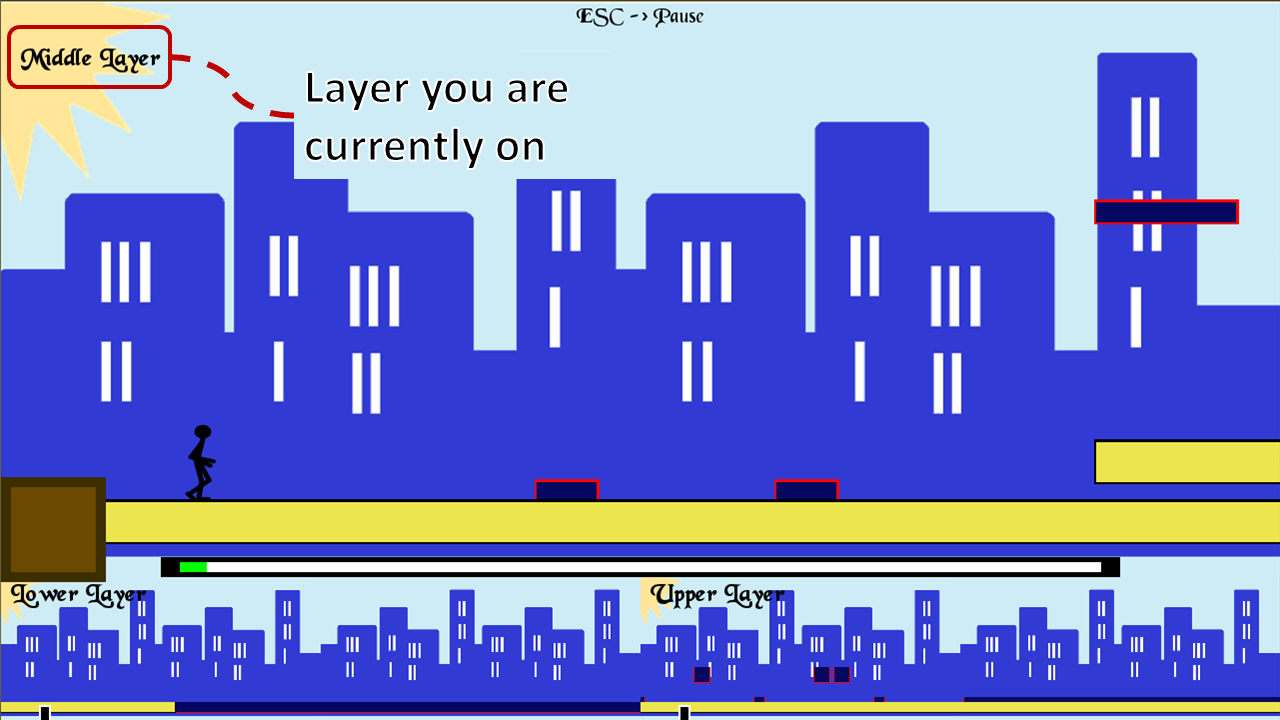 ESC -> Pause
Middle Layer
Layer you are
currently on
Lower Layer
Upper Layer